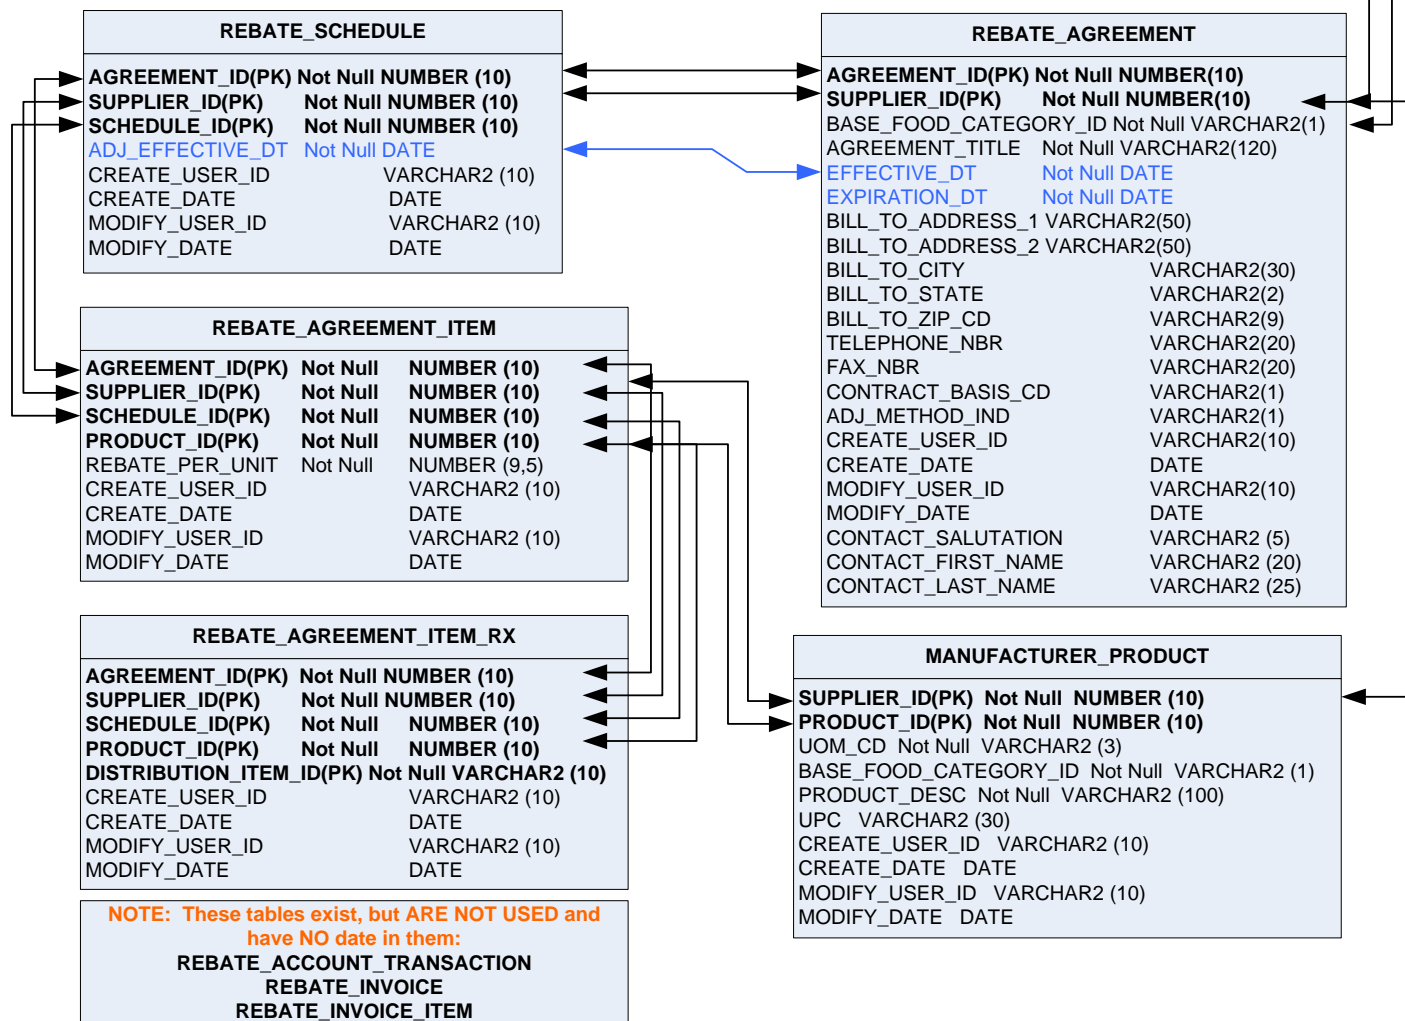 REBATE_SCHEDULE
AGREEMENT_ID(PK) Not Null NUMBER (10)
SUPPLIER_ID(PK) Not Null NUMBER (10)
SCHEDULE_ID(PK) Not Null NUMBER (10)
ADJ_EFFECTIVE_DT Not Null DATE
CREATE_USER_ID VARCHAR2 (10)
CREATE_DATE DATE
MODIFY_USER_ID VARCHAR2 (10)
MODIFY_DATE DATE
REBATE_AGREEMENT
AGREEMENT_ID(PK) Not Null NUMBER(10)
SUPPLIER_ID(PK) Not Null NUMBER(10)
BASE_FOOD_CATEGORY_ID Not Null VARCHAR2(1)
AGREEMENT_TITLE Not Null VARCHAR2(120)
EFFECTIVE_DT Not Null DATE
EXPIRATION_DT Not Null DATE
BILL_TO_ADDRESS_1 VARCHAR2(50)
BILL_TO_ADDRESS_2 VARCHAR2(50)
BILL_TO_CITY VARCHAR2(30)
BILL_TO_STATE VARCHAR2(2)
BILL_TO_ZIP_CD VARCHAR2(9)
TELEPHONE_NBR VARCHAR2(20)
FAX_NBR VARCHAR2(20)
CONTRACT_BASIS_CD VARCHAR2(1)
ADJ_METHOD_IND VARCHAR2(1)
CREATE_USER_ID VARCHAR2(10)
CREATE_DATE DATE
MODIFY_USER_ID VARCHAR2(10)
MODIFY_DATE DATE
CONTACT_SALUTATION VARCHAR2 (5)
CONTACT_FIRST_NAME VARCHAR2 (20)
CONTACT_LAST_NAME VARCHAR2 (25)
REBATE_AGREEMENT_ITEM
AGREEMENT_ID(PK) Not Null NUMBER (10)
SUPPLIER_ID(PK) Not Null NUMBER (10)
SCHEDULE_ID(PK) Not Null NUMBER (10)
PRODUCT_ID(PK) Not Null NUMBER (10)
REBATE_PER_UNIT Not Null NUMBER (9,5)
CREATE_USER_ID VARCHAR2 (10)
CREATE_DATE DATE
MODIFY_USER_ID VARCHAR2 (10)
MODIFY_DATE DATE
REBATE_AGREEMENT_ITEM_RX
AGREEMENT_ID(PK) Not Null NUMBER (10)
SUPPLIER_ID(PK) Not Null NUMBER (10)
SCHEDULE_ID(PK) Not Null NUMBER (10)
PRODUCT_ID(PK) Not Null NUMBER (10)
DISTRIBUTION_ITEM_ID(PK) Not Null VARCHAR2 (10)
CREATE_USER_ID VARCHAR2 (10)
CREATE_DATE DATE
MODIFY_USER_ID VARCHAR2 (10)
MODIFY_DATE DATE
MANUFACTURER_PRODUCT
SUPPLIER_ID(PK) Not Null NUMBER (10)
PRODUCT_ID(PK) Not Null NUMBER (10)
UOM_CD Not Null VARCHAR2 (3)
BASE_FOOD_CATEGORY_ID Not Null VARCHAR2 (1)
PRODUCT_DESC Not Null VARCHAR2 (100)
UPC VARCHAR2 (30)
CREATE_USER_ID VARCHAR2 (10)
CREATE_DATE DATE
MODIFY_USER_ID VARCHAR2 (10)
MODIFY_DATE DATE
NOTE: These tables exist, but ARE NOT USED and
have NO date in them:
REBATE_ACCOUNT_TRANSACTION
REBATE_INVOICE
REBATE_INVOICE_ITEM